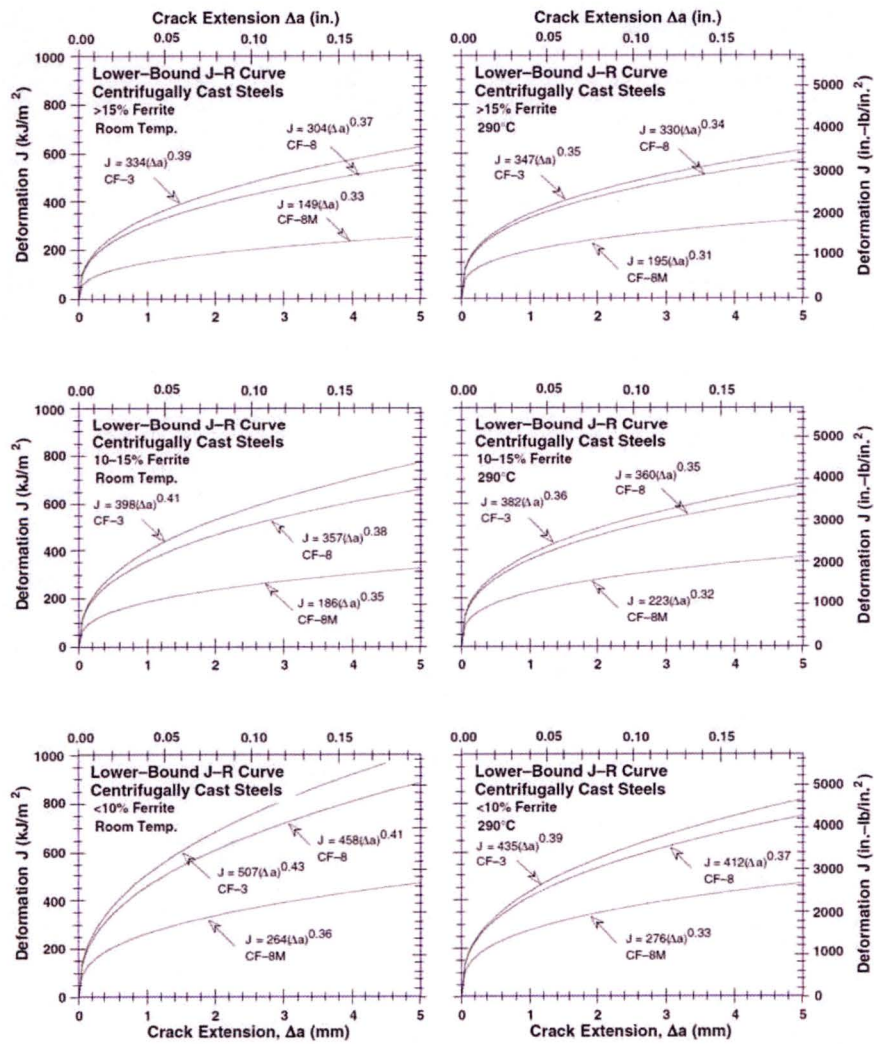 Crack Extension Δa (in.)
0.00 0.05 0.10 0.15
1000
800
600
400
200
0
Deformation J (kJ/m²)
Lower–Bound J–R Curve
Centrifugally Cast Steels
>15% Ferrite
Room Temp.
J = 304(Δa)^0.37
CF–8
J = 334(Δa)^0.39
CF–3
J = 149(Δa)^0.33
CF–8M
0 1 2 3 4 5
Crack Extension Δa (in.)
0.00 0.05 0.10 0.15
Lower–Bound J–R Curve
Centrifugally Cast Steels
>15% Ferrite
290°C
J = 330(Δa)^0.34
CF–8
J = 347(Δa)^0.35
CF–3
J = 195(Δa)^0.31
CF–8M
5000
4000
3000
2000
1000
0
Deformation J (in.–lb/in.²)
0 1 2 3 4 5
0.00 0.05 0.10 0.15
1000
800
600
400
200
0
Deformation J (kJ/m²)
Lower–Bound J–R Curve
Centrifugally Cast Steels
10–15% Ferrite
Room Temp.
J = 398(Δa)^0.41
CF–3
J = 357(Δa)^0.38
CF–8
J = 186(Δa)^0.35
CF–8M
0 1 2 3 4 5
0.00 0.05 0.10 0.15
Lower–Bound J–R Curve
Centrifugally Cast Steels
10–15% Ferrite
290°C
J = 360(Δa)^0.35
CF–8
J = 382(Δa)^0.36
CF–3
J = 223(Δa)^0.32
CF–8M
5000
4000
3000
2000
1000
0
Deformation J (in.–lb/in.²)
0 1 2 3 4 5
0.00 0.05 0.10 0.15
1000
800
600
400
200
0
Deformation J (kJ/m²)
Lower–Bound J–R Curve
Centrifugally Cast Steels
<10% Ferrite
Room Temp.
J = 458(Δa)^0.41
CF–8
J = 507(Δa)^0.43
CF–3
J = 264(Δa)^0.36
CF–8M
0 1 2 3 4 5
Crack Extension, Δa (mm)
0.00 0.05 0.10 0.15
Lower–Bound J–R Curve
Centrifugally Cast Steels
<10% Ferrite
290°C
J = 435(Δa)^0.39
CF–3
J = 412(Δa)^0.37
CF–8
J = 276(Δa)^0.33
CF–8M
5000
4000
3000
2000
1000
0
Deformation J (in.–lb/in.²)
0 1 2 3 4 5
Crack Extension, Δa (mm)